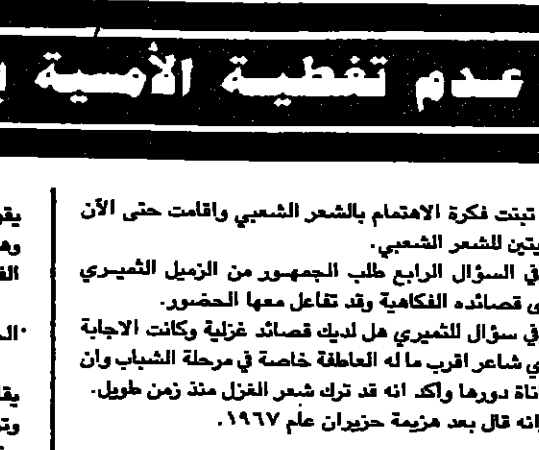 عدم تغطية الأمسية
تبنت فكرة الاهتمام بالشعر الشعبي واقامت حتى الآن
للشعر الشعبي.
في السؤال الرابع طلب الجمهور من الزميل الثميري
قصائده الفكاهية وقد تفاعل معها الحضور.
في سؤال للثميري هل لديك قصائد غزلية وكانت الاجابة
شاعر اقرب ما له العاطفة خاصة في مرحلة الشباب وان
دورها واكد انه قد ترك شعر الغزل منذ زمن طويل.
انه قال بعد هزيمة حزيران عام ١٩٦٧.